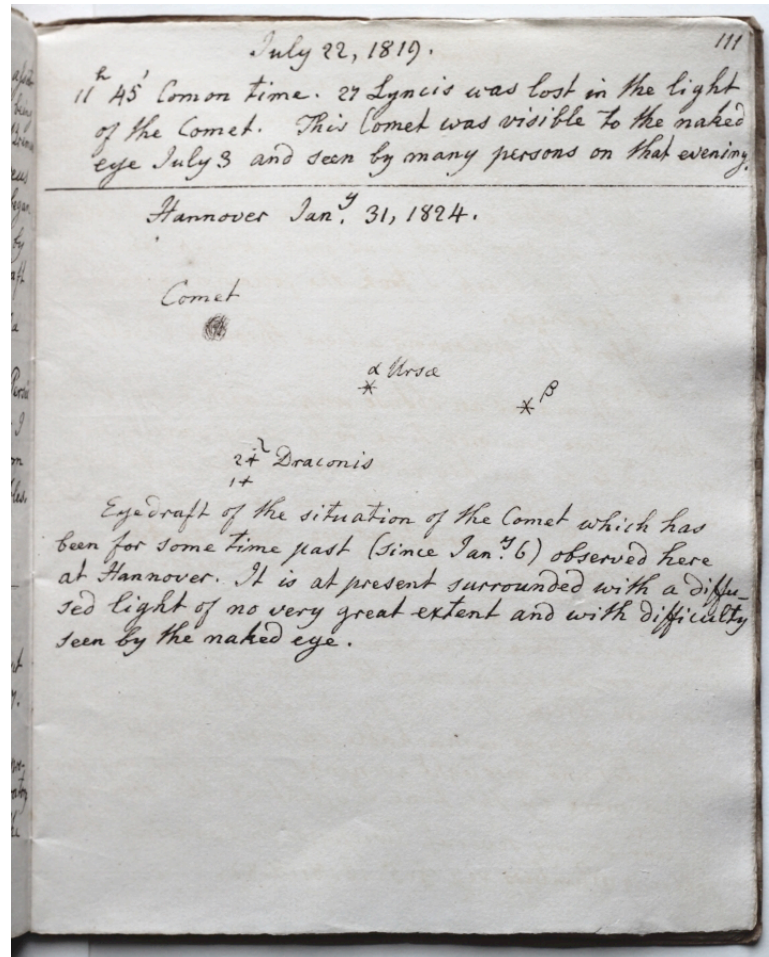 111
July 22, 1819.
11h 45' Comon time. 27 Lyncis was lost in the light
of the Comet. This Comet was visible to the naked
eye July 3 and seen by many persons on that evening.
Hannover Jany. 31, 1824.
Comet
α Ursæ
β
2 λ Draconis
1
Eyedraft of the situation of the Comet which has
been for some time past (since Jany. 6) observed here
at Hannover. It is at present surrounded with a diffu-
sed light of no very great extent and with difficulty
seen by the naked eye.